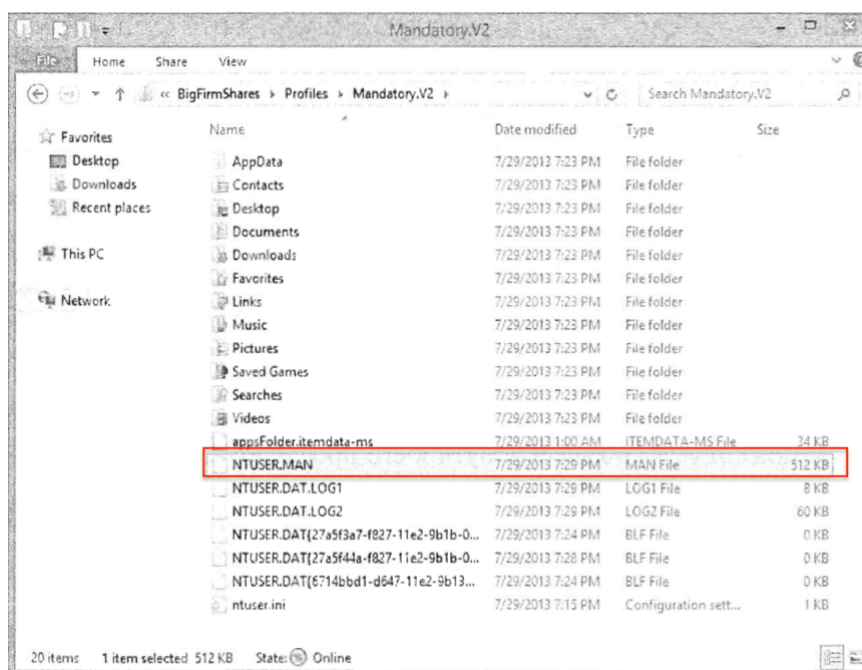 Mandatory.V2
File Home Share View
« BigFirmShares Profiles Mandatory.V2 Search Mandatory.V2
Favorites
Desktop
Downloads
Recent places
This PC
Network
Name Date modified Type Size
AppData 7/29/2013 7:23 PM File folder
Contacts 7/29/2013 7:23 PM File folder
Desktop 7/29/2013 7:23 PM File folder
Documents 7/29/2013 7:23 PM File folder
Downloads 7/29/2013 7:23 PM File folder
Favorites 7/29/2013 7:23 PM File folder
Links 7/29/2013 7:23 PM File folder
Music 7/29/2013 7:23 PM File folder
Pictures 7/29/2013 7:23 PM File folder
Saved Games 7/29/2013 7:23 PM File folder
Searches 7/29/2013 7:23 PM File folder
Videos 7/29/2013 7:23 PM File folder
appsFolder.itemdata-ms 7/29/2013 1:00 AM ITEMDATA-MS File 34 KB
NTUSER.MAN 7/29/2013 7:29 PM MAN File 512 KB
NTUSER.DAT.LOG1 7/29/2013 7:29 PM LOG1 File 8 KB
NTUSER.DAT.LOG2 7/29/2013 7:29 PM LOG2 File 60 KB
NTUSER.DAT{27a5f3a7-f827-11e2-9b1b-0... 7/29/2013 7:24 PM BLF File 0 KB
NTUSER.DAT{27a5f44a-f827-11e2-9b1b-0... 7/29/2013 7:28 PM BLF File 0 KB
NTUSER.DAT{6714bbd1-d647-11e2-9b13... 7/29/2013 7:24 PM BLF File 0 KB
ntuser.ini 7/29/2013 7:15 PM Configuration sett... 1 KB
20 items 1 item selected 512 KB State: Online